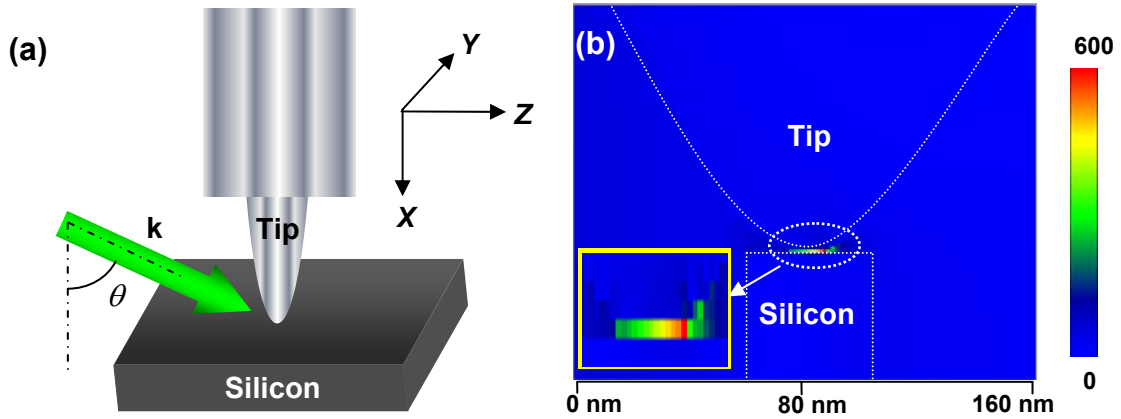 (a)
Y
Z
X
k
Tip
θ
Silicon
(b)
Tip
Silicon
600
0
0 nm
80 nm
160 nm